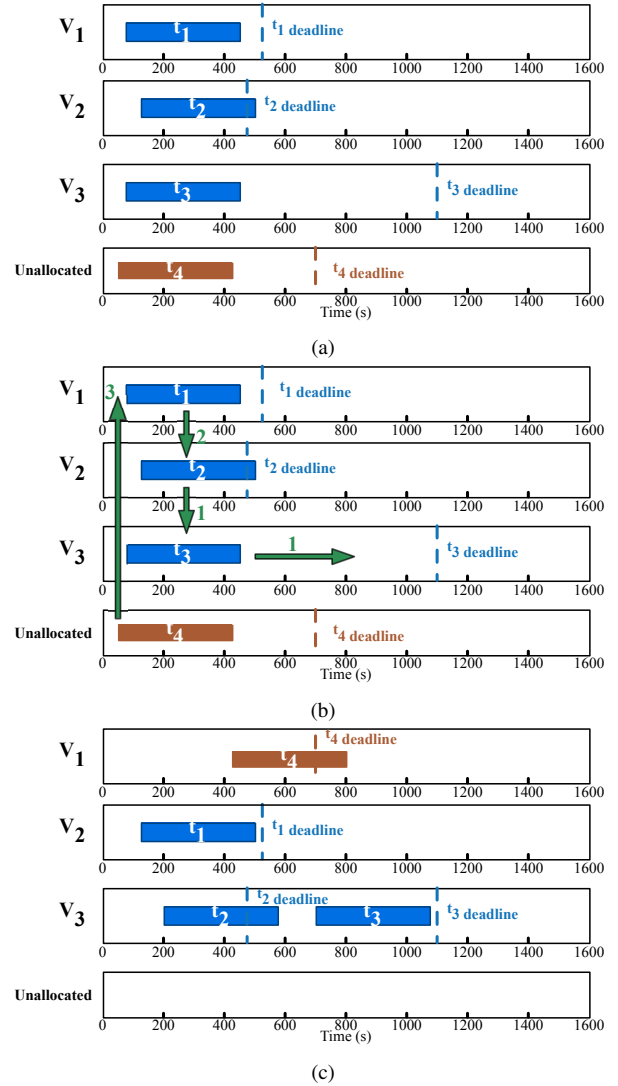 V1 t1 t1 deadline
0 200 400 600 800 1000 1200 1400 1600
V2 t2 t2 deadline
0 200 400 600 800 1000 1200 1400 1600
V3 t3 t3 deadline
0 200 400 600 800 1000 1200 1400 1600
Unallocated t4 t4 deadline
0 200 400 600 800 1000 1200 1400 1600
Time (s)
(a)
V1 3 t1 t1 deadline
0 200 400 600 800 1000 1200 1400 1600
2
V2 t2 t2 deadline
0 200 400 600 800 1000 1200 1400 1600
1
V3 t3 1 t3 deadline
0 200 400 600 800 1000 1200 1400 1600
Unallocated t4 t4 deadline
0 200 400 600 800 1000 1200 1400 1600
Time (s)
(b)
V1 t4 t4 deadline
0 200 400 600 800 1000 1200 1400 1600
V2 t1 t1 deadline
0 200 400 600 800 1000 1200 1400 1600
V3 t2 t2 deadline t3 t3 deadline
0 200 400 600 800 1000 1200 1400 1600
Unallocated
0 200 400 600 800 1000 1200 1400 1600
Time (s)
(c)